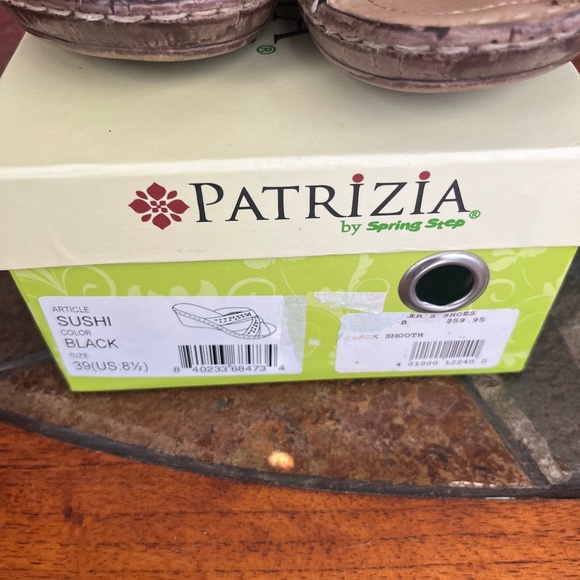 ®
PATRIZIA
by Spring Step®
ARTICLE
SUSHI
COLOR
BLACK
SIZE
39(US:8½)
8 40233 68473 4
SHOES
B $59.95
SMOOTH
4 01000 12240 0